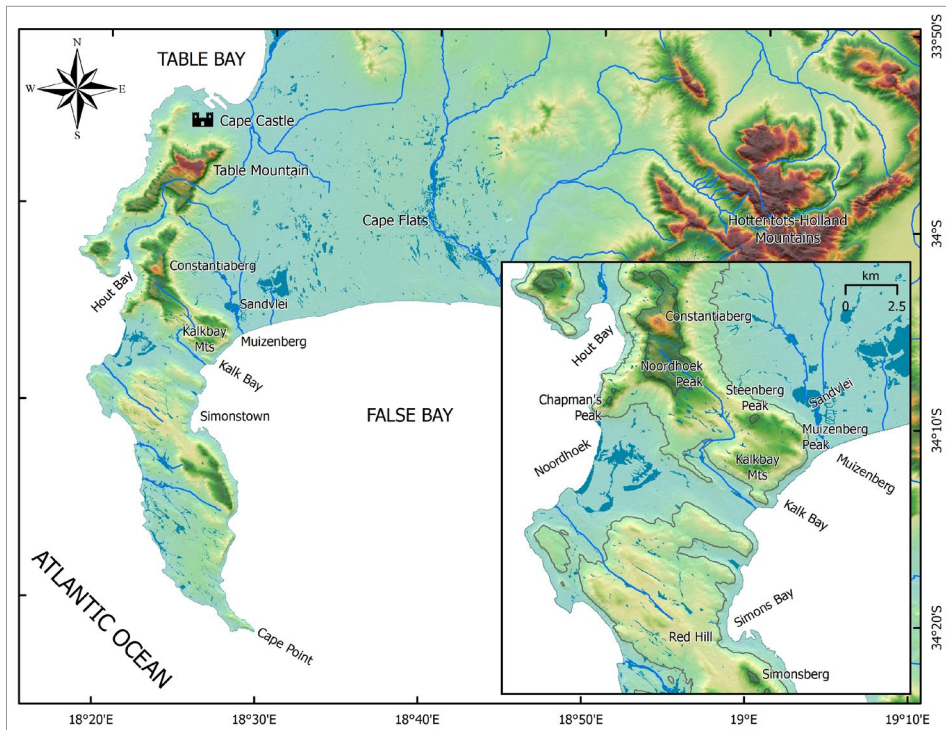 N
W
E
S
TABLE BAY
Cape Castle
Table Mountain
Cape Flats
Hottentots-Holland
Mountains
Constantiaberg
Hout Bay
Sandvlei
Kalkbay
Mts
Muizenberg
Kalk Bay
Simonstown
FALSE BAY
ATLANTIC OCEAN
Cape Point
km
0
2.5
Constantiaberg
Hout Bay
Noordhoek
Peak
Chapman's
Peak
Steenberg
Peak
Sandvlei
Muizenberg
Peak
Noordhoek
Kalkbay
Mts
Muizenberg
Kalk Bay
Simons Bay
Red Hill
Simonsberg
33°50'S
34°S
34°10'S
34°20'S
18°20'E
18°30'E
18°40'E
18°50'E
19°E
19°10'E